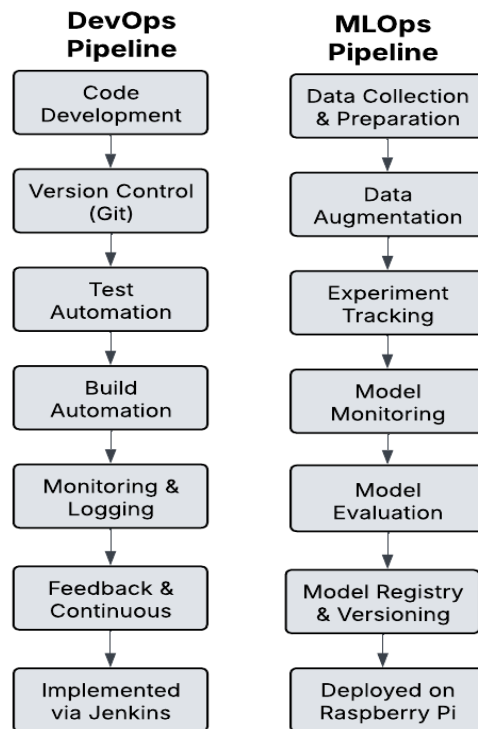 DevOps
Pipeline
Code
Development
Version Control
(Git)
Test
Automation
Build
Automation
Monitoring &
Logging
Feedback &
Continuous
Implemented
via Jenkins
MLOps
Pipeline
Data Collection
& Preparation
Data
Augmentation
Experiment
Tracking
Model
Monitoring
Model
Evaluation
Model Registry
& Versioning
Deployed on
Raspberry Pi